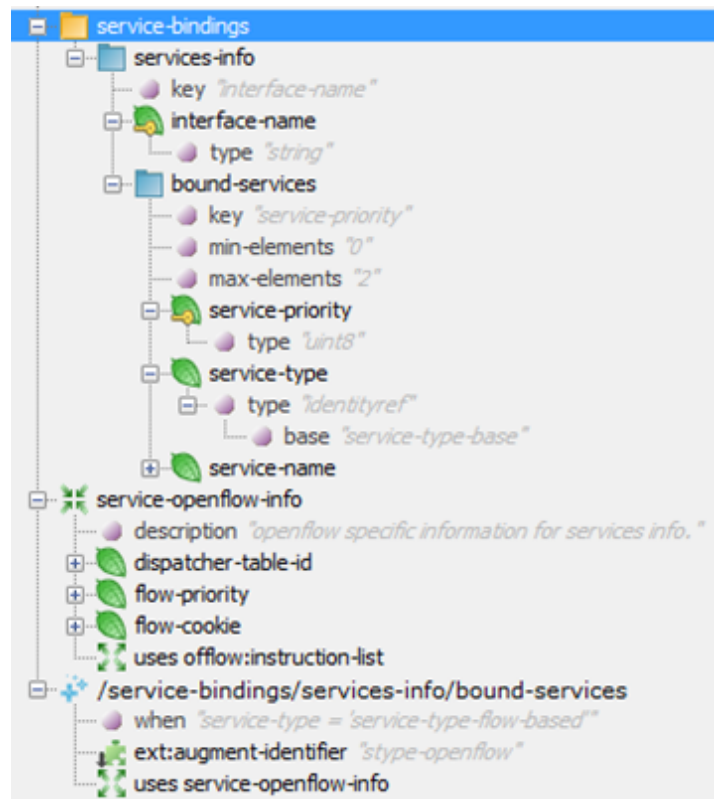 service-bindings
services-info
key "interface-name"
interface-name
type "string"
bound-services
key "service-priority"
min-elements "0"
max-elements "2"
service-priority
type "uint8"
service-type
type "identityref"
base "service-type-base"
service-name
service-openflow-info
description "openflow specific information for services info."
dispatcher-table-id
flow-priority
flow-cookie
uses offlow:instruction-list
/service-bindings/services-info/bound-services
when "service-type = 'service-type-flow-based'"
ext:augment-identifier "stype-openflow"
uses service-openflow-info